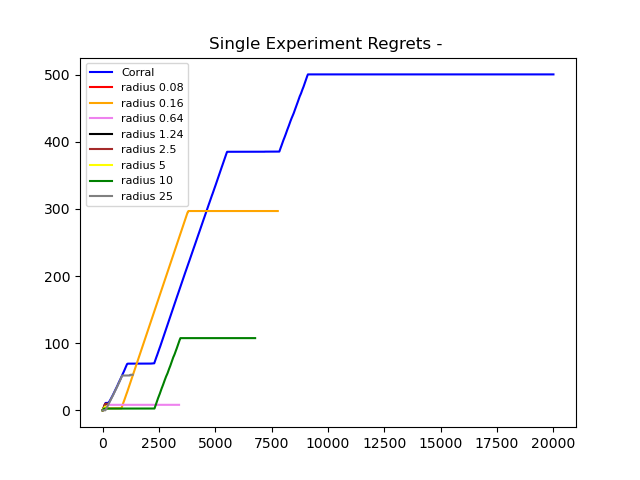 Single Experiment Regrets -
500
400
300
200
100
0
Corral
radius 0.08
radius 0.16
radius 0.64
radius 1.24
radius 2.5
radius 5
radius 10
radius 25
0 2500 5000 7500 10000 12500 15000 17500 20000